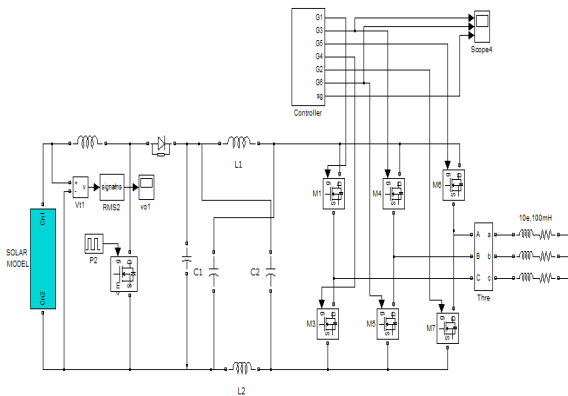 G1
G3
G5
G4
G2
G6
sg
Controller
Scope4
L1
+
-
v
Vt1
signal rms
RMS2
vo1
M1
M4
M6
10e,100mH
Cn1
SOLAR
MODEL
Cn2
P2
C1
C2
A a
B b
C c
Thre
M3
M5
M7
L2